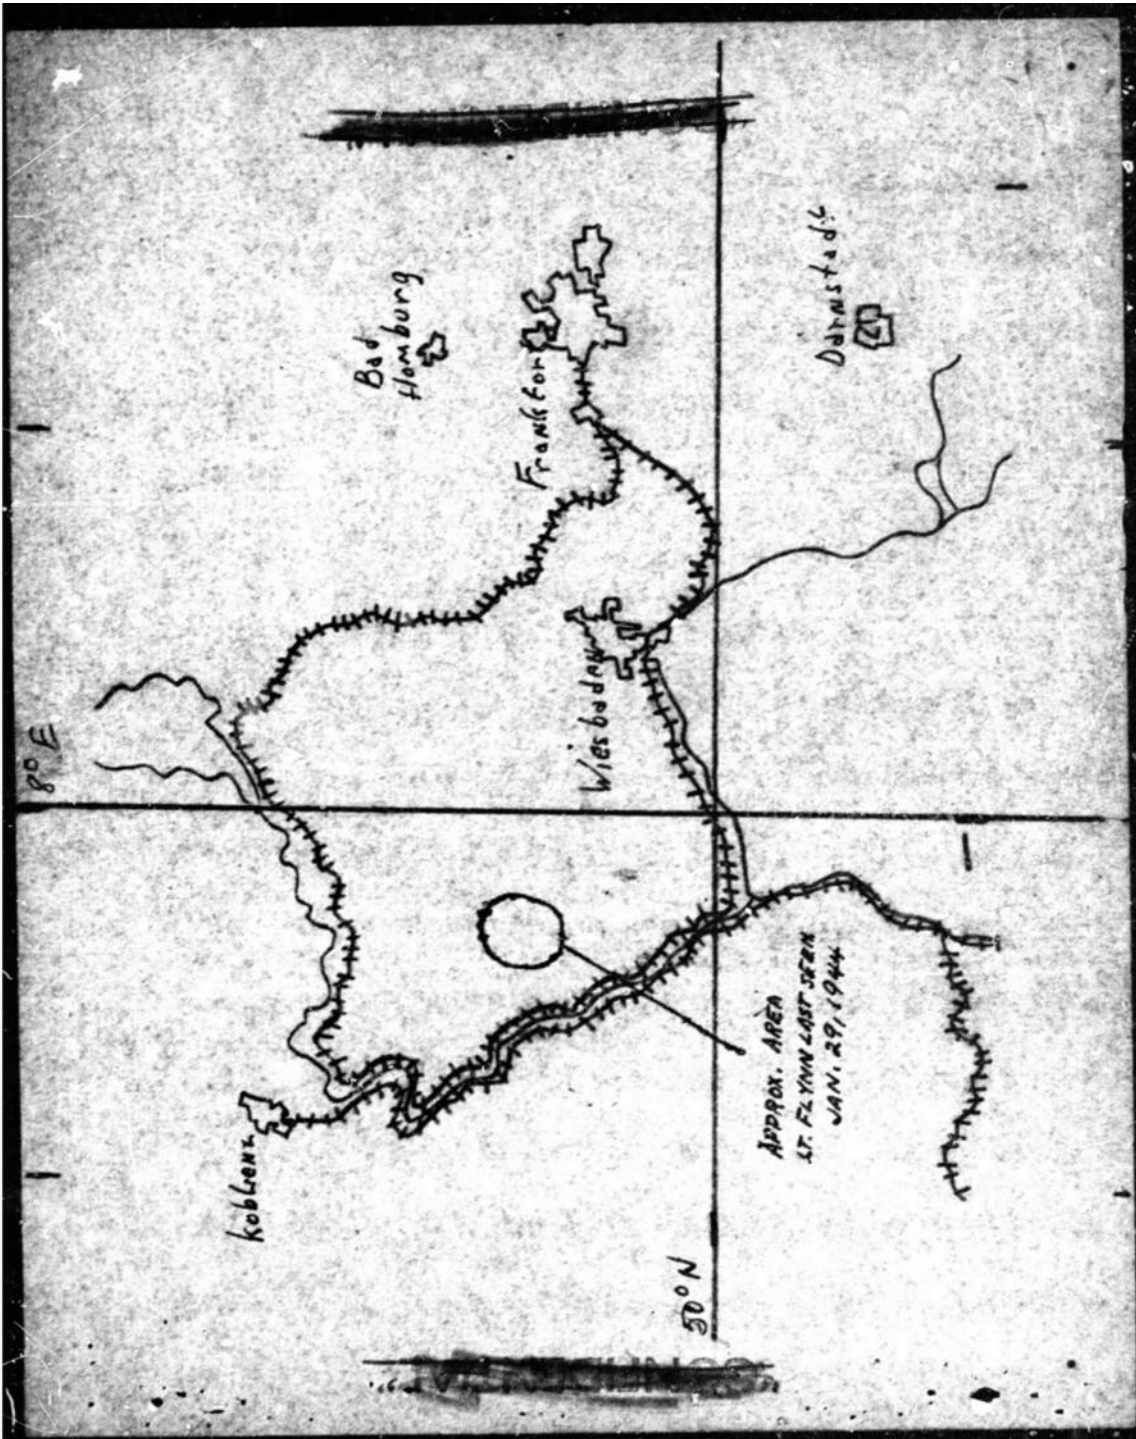 8° E
Bad
Homburg
Frankfort
Darmstadt
Wiesbaden
Koblenz
50° N
APPROX. AREA
LT. FLYNN LAST SEEN
JAN. 29, 1944